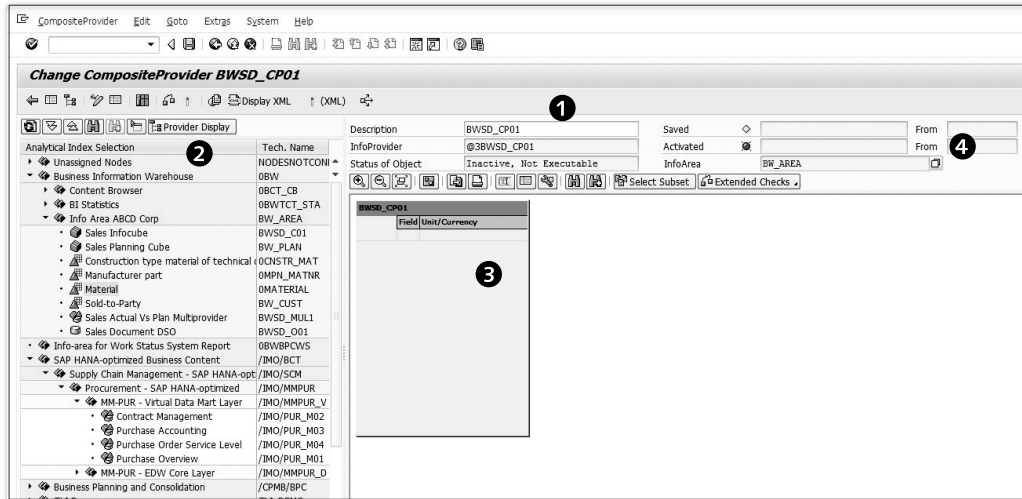 CompositeProvider Edit Goto Extras System Help
Change CompositeProvider BWSD_CP01
Display XML (XML)
1
Provider Display
Description BWSD_CP01 Saved From
Analytical Index Selection 2 Tech. Name
InfoProvider @3BWSD_CP01 Activated From 4
Unassigned Nodes NODESNOTCONI
Status of Object Inactive, Not Executable InfoArea BW_AREA
Business Information Warehouse 0BW
Select Subset Extended Checks
Content Browser 0BCT_CB
BI Statistics 0BWTCT_STA
Info Area ABCD Corp BW_AREA
Sales Infocube BWSD_C01
Sales Planning Cube BW_PLAN
Construction type material of technical 0CNSTR_MAT
Manufacturer part 0MPN_MATNR
Material 0MATERIAL
Sold-to-Party BW_CUST
Sales Actual Vs Plan Multiprovider BWSD_MUL1
Sales Document DSO BWSD_O01
Info-area for Work Status System Report 0BWBPCWS
SAP HANA-optimized Business Content /IMO/BCT
Supply Chain Management - SAP HANA-opt /IMO/SCM
Procurement - SAP HANA-optimized /IMO/MMPUR
MM-PUR - Virtual Data Mart Layer /IMO/MMPUR_V
Contract Management /IMO/PUR_M02
Purchase Accounting /IMO/PUR_M03
Purchase Order Service Level /IMO/PUR_M04
Purchase Overview /IMO/PUR_M01
MM-PUR - EDW Core Layer /IMO/MMPUR_D
Business Planning and Consolidation /CPMB/BPC
BWSD_CP01
Field Unit/Currency
3